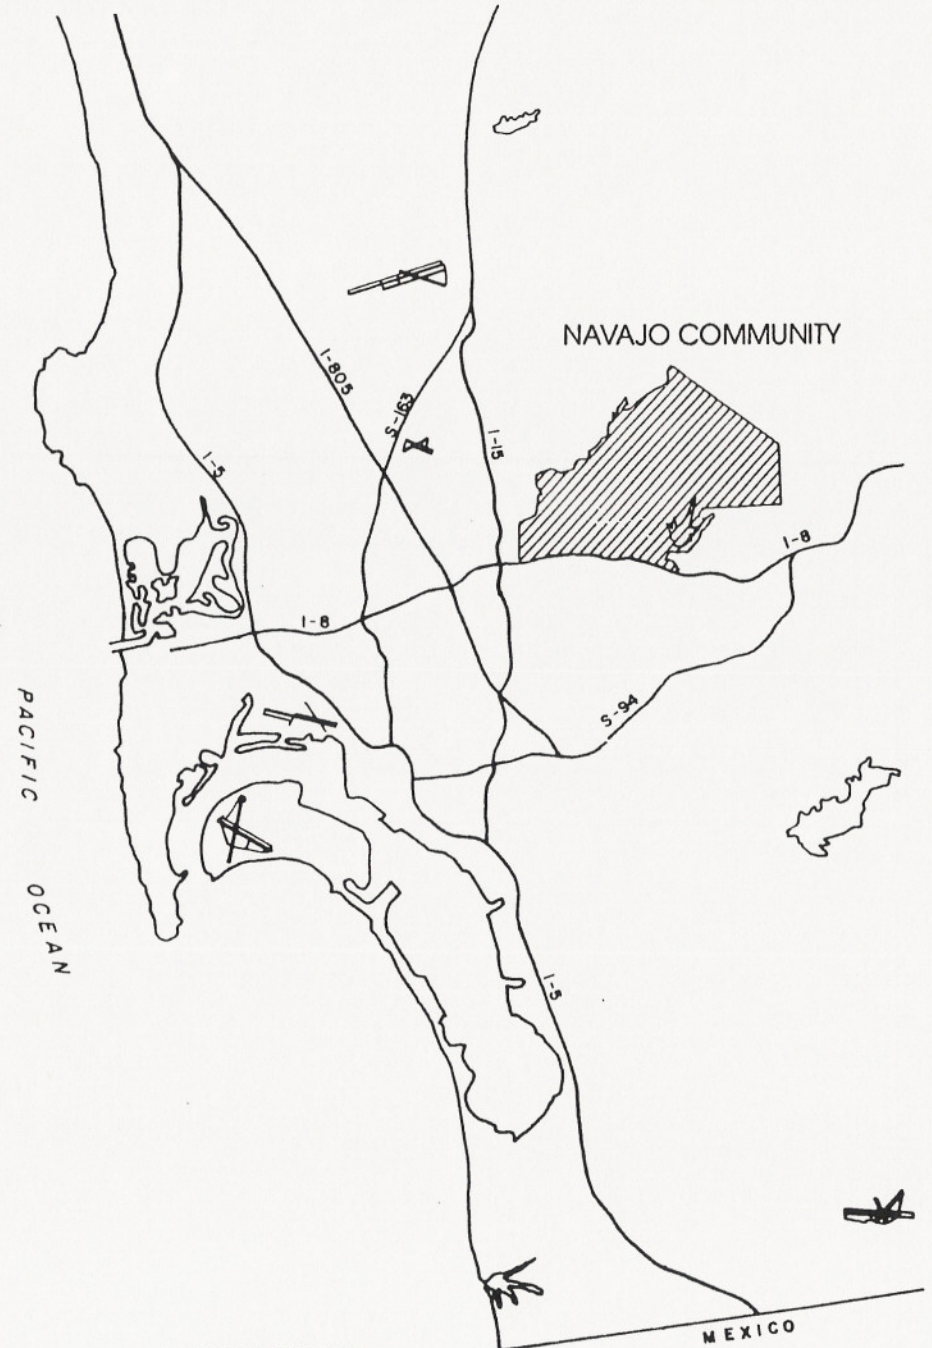 NAVAJO COMMUNITY
I-805
S-163
I-15
I-5
I-8
I-8
S-94
PACIFIC OCEAN
I-5
MEXICO